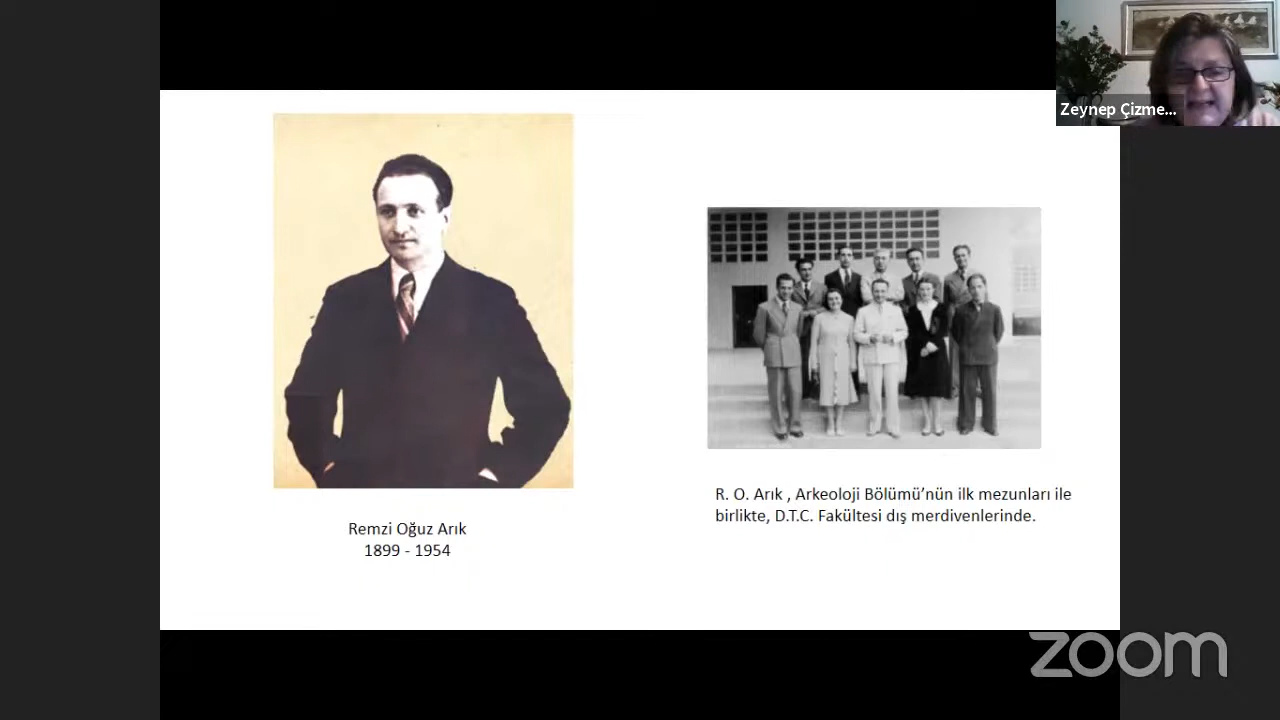 Zeynep Çizme...
Remzi Oğuz Arık
1899 - 1954
R. O. Arık , Arkeoloji Bölümü’nün ilk mezunları ile
birlikte, D.T.C. Fakültesi dış merdivenlerinde.
zoom